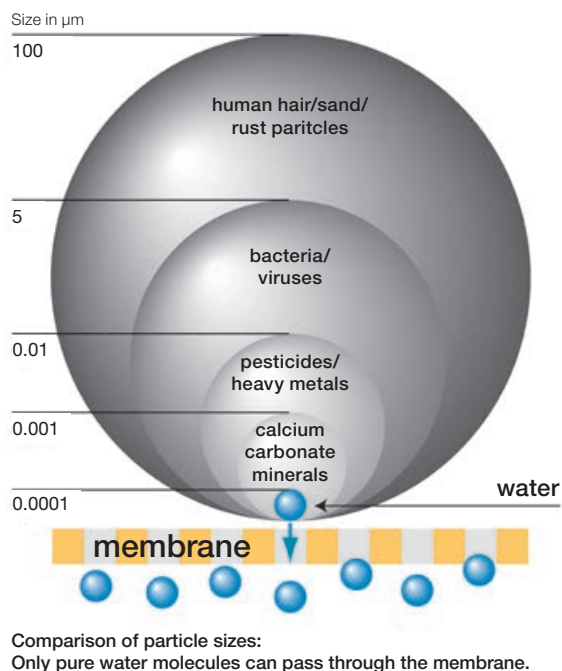 Size in µm
100
human hair/sand/
rust paritcles
5
bacteria/
viruses
0.01
pesticides/
heavy metals
0.001
calcium
carbonate
minerals
0.0001
water
membrane
Comparison of particle sizes:
Only pure water molecules can pass through the membrane.